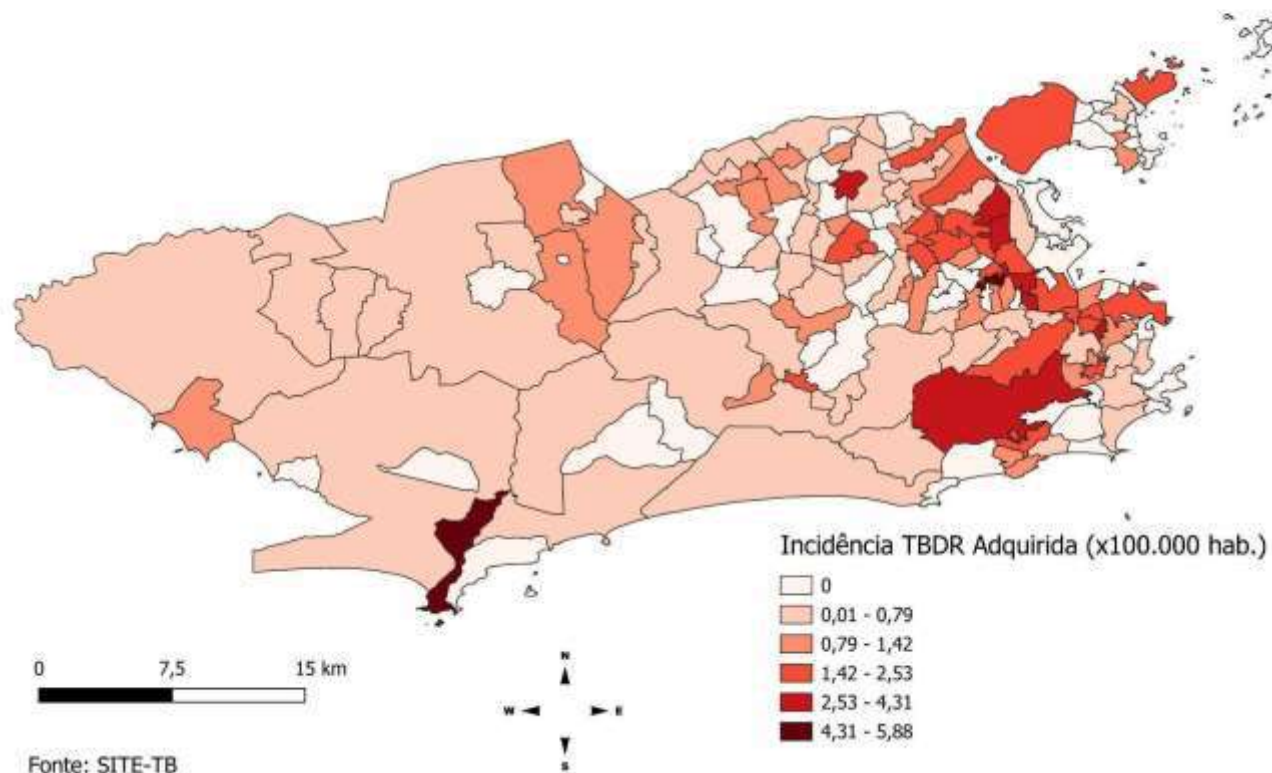 Incidência TBDR Adquirida (x100.000 hab.)
0
0,01 - 0,79
0,79 - 1,42
1,42 - 2,53
2,53 - 4,31
4,31 - 5,88
0 7,5 15 km
N
W E
S
Fonte: SITE-TB